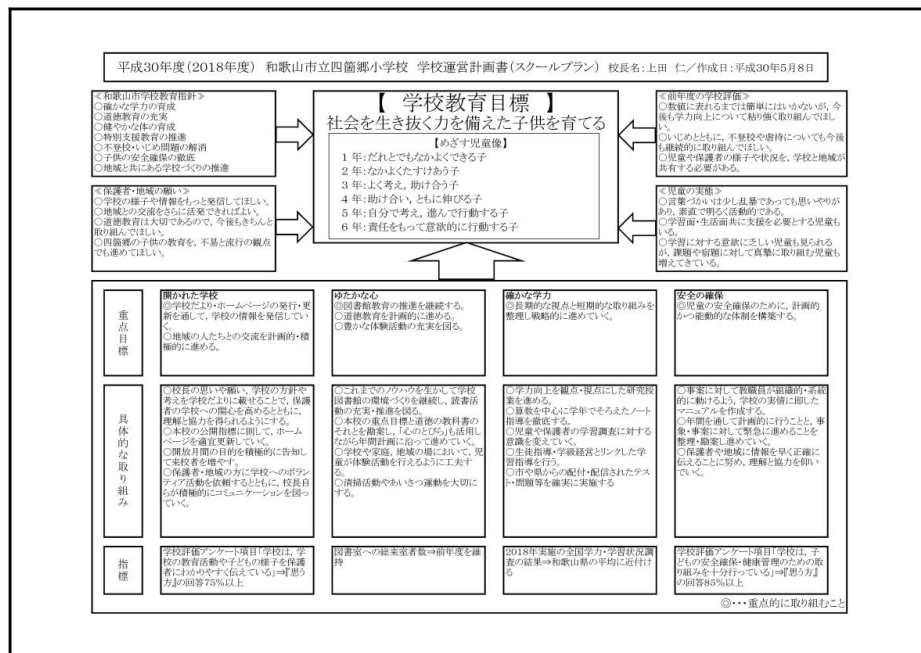 平成30年度(2018年度) 和歌山市立四箇郷小学校 学校運営計画書(スクールプラン) 校長名:上田 仁/作成日:平成30年5月8日
≪和歌山市学校教育指針≫
○確かな学力の育成
○道徳教育の充実
○健やかな体の育成
○特別支援教育の推進
○不登校・いじめ問題の解消
○子供の安全確保の徹底
○地域と共にある学校づくりの推進
≪保護者・地域の願い≫
○学校の様子や情報をもっと発信してほしい。
○地域との交流をさらに活発できればよい。
○道徳教育は大切であるので、今後もきちんと
取り組んでほしい。
○四箇郷の子供の教育を、不易と流行の観点
でも進めてほしい。
【 学校教育目標 】
社会を生き抜く力を備えた子供を育てる
【めざす児童像】
1年:だれとでもなかよくできる子
2年:なかよくたすけあう子
3年:よく考え,助け合う子
4年:助け合い,ともに伸びる子
5年:自分で考え,進んで行動する子
6年:責任をもって意欲的に行動する子
≪前年度の学校評価≫
○数値に表れるまでは簡単にはいかないが,今
後も学力向上について粘り強く取り組んでほし
い。
○いじめとともに,不登校や虐待についても今後
も継続的に取り組んでほしい。
○児童や保護者の様子や状況を,学校と地域が
共有する必要がある。
≪児童の実態≫
○言葉づかいは少し乱暴であっても思いやりが
あり,素直で明るく活動的である。
○学習面・生活面共に支援を必要とする児童も
いる。
○学習に対する意欲に乏しい児童も見られる
が,課題や宿題に対して真摯に取り組む児童も
増えてきている。
重点目標
開かれた学校
◎学校だより・ホームページの発行・更
新を通して,学校の情報を発信してい
く。
○地域の人たちとの交流を計画的・積
極的に進める。
ゆたかな心
◎図書館教育の推進を継続する。
○道徳教育を計画的に進める。
○豊かな体験活動の充実を図る。
確かな学力
◎長期的な視点と短期的な取り組みを
整理し戦略的に進めていく。
安全の確保
◎児童の安全確保のために,計画的
かつ能動的な体制を構築する。
具体的な取り組み
○校長の思いや願い,学校の方針や
考えを学校だよりに載せることで,保護
者の学校への関心を高めるとともに,
理解と協力を得られるようにする。
○本校の公開指標に則して,ホーム
ページを適宜更新していく。
○開放月間の目的を積極的に告知し
て来校者を増やす。
○保護者・地域の方に学校へのボラン
ティア活動を依頼するとともに,校長自
らが積極的にコミュニケーションを図っ
ていく。
○これまでのノウハウを生かして学校
図書館の環境づくりを継続し,読書活
動の充実・推進を図る。
○本校の重点目標と道徳の教科書の
それとを勘案し,「心のとびら」も活用し
ながら年間計画に沿って進めていく。
○学校や家庭,地域の場において,児
童が体験活動を行えるように工夫す
る。
○清掃活動やあいさつ運動を大切に
する。
○学力向上を観点・視点にした研究授
業を進める。
○算数を中心に学年でそろえたノート
指導を徹底する。
○児童や保護者の学習調査に対する
意識を変えていく。
○生徒指導・学級経営とリンクした学
習指導を行う。
○市や県からの配付・配信されたテス
ト・問題等を確実に実施する
○事案に対して教職員が組織的・系統
的に動けるよう,学校の実情に即した
マニュアルを作成する。
○年間を通して計画的に行うことと,事
象・事案に対して緊急に進めることを
整理・勘案し進めていく。
○保護者や地域に情報を早く正確に
伝えることに努め,理解と協力を仰いで
いく。
指標
学校評価アンケート項目「学校は,学
校の教育活動や子どもの様子を保護
者にわかりやすく伝えている」⇒『思う
方』の回答75%以上
図書室への総来室者数⇒前年度を維
持
2018年実施の全国学力・学習状況調
査の結果⇒和歌山県の平均に近付け
る
学校評価アンケート項目「学校は,子
どもの安全確保・健康管理のための取
り組みを十分行っている」⇒『思う方』
の回答85%以上
◎・・・重点的に取り組むこと